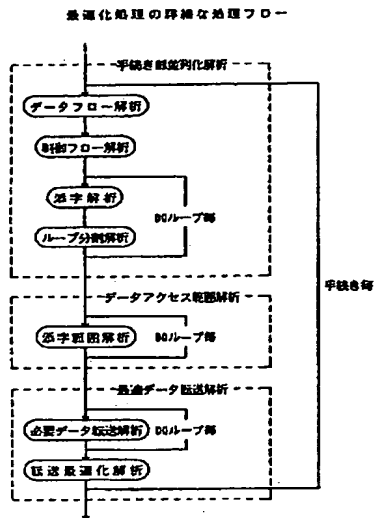 最適化処理の詳細な処理フロー
手続き間並列化解析
データフロー解析
制御フロー解析
添字解析
DOループ毎
ループ分割解析
手続き毎
データアクセス範囲解析
添字範囲解析
DOループ毎
最適データ転送解析
必要データ転送解析
DOループ毎
転送最適化解析